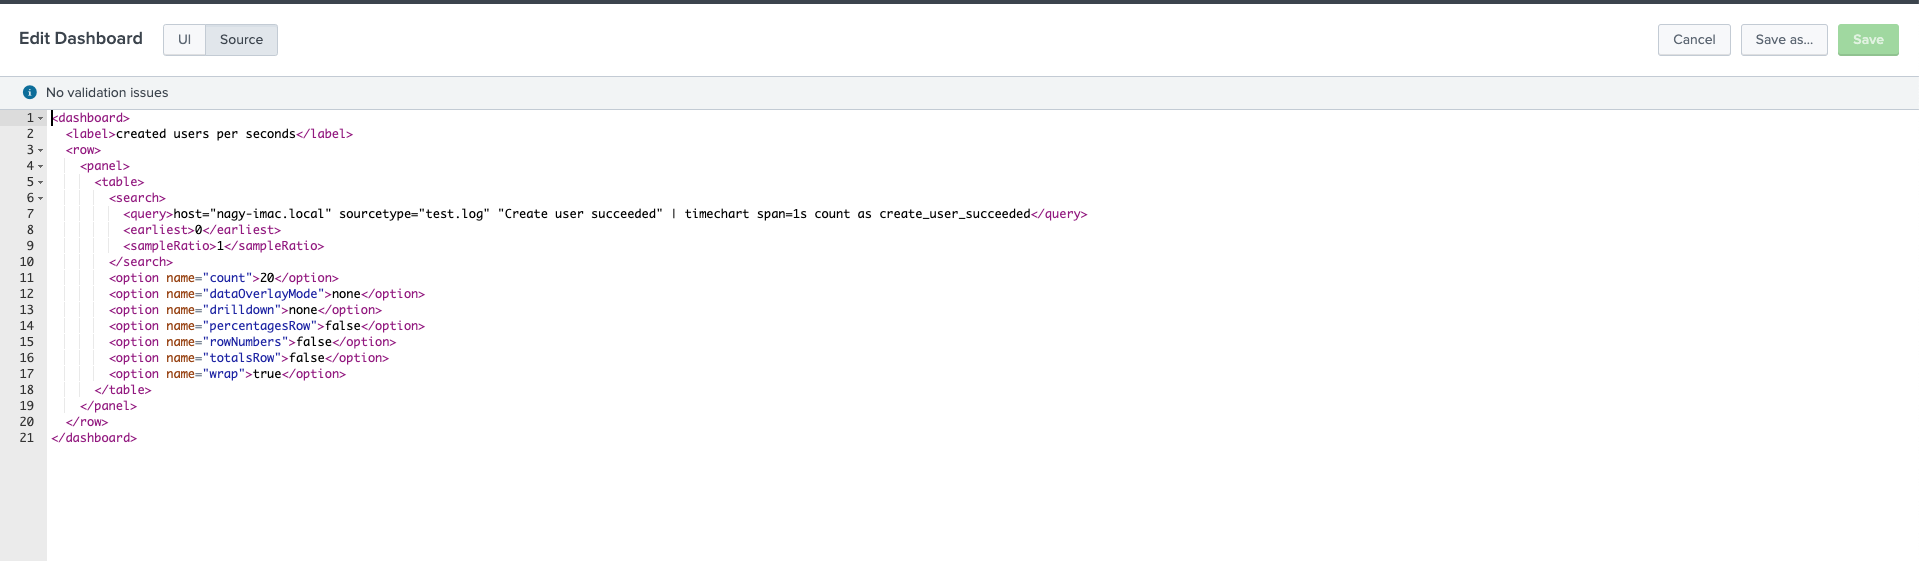 Edit Dashboard UI Source Cancel Save as... Save
No validation issues
1 <dashboard>
2 <label>created users per seconds</label>
3 <row>
4 <panel>
5 <table>
6 <search>
7 <query>host="nagy-imac.local" sourcetype="test.log" "Create user succeeded" | timechart span=1s count as create_user_succeeded</query>
8 <earliest>0</earliest>
9 <sampleRatio>1</sampleRatio>
10 </search>
11 <option name="count">20</option>
12 <option name="dataOverlayMode">none</option>
13 <option name="drilldown">none</option>
14 <option name="percentagesRow">false</option>
15 <option name="rowNumbers">false</option>
16 <option name="totalsRow">false</option>
17 <option name="wrap">true</option>
18 </table>
19 </panel>
20 </row>
21 </dashboard>